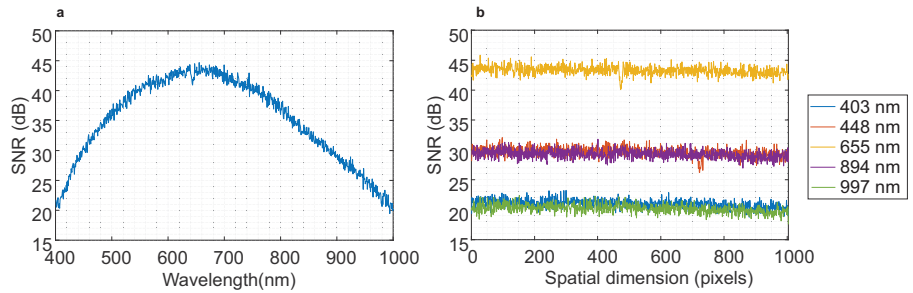 a
50
45
40
35
30
25
20
15
SNR (dB)
400 500 600 700 800 900 1000
Wavelength(nm)
b
50
45
40
35
30
25
20
15
SNR (dB)
0 200 400 600 800 1000
Spatial dimension (pixels)
403 nm
448 nm
655 nm
894 nm
997 nm